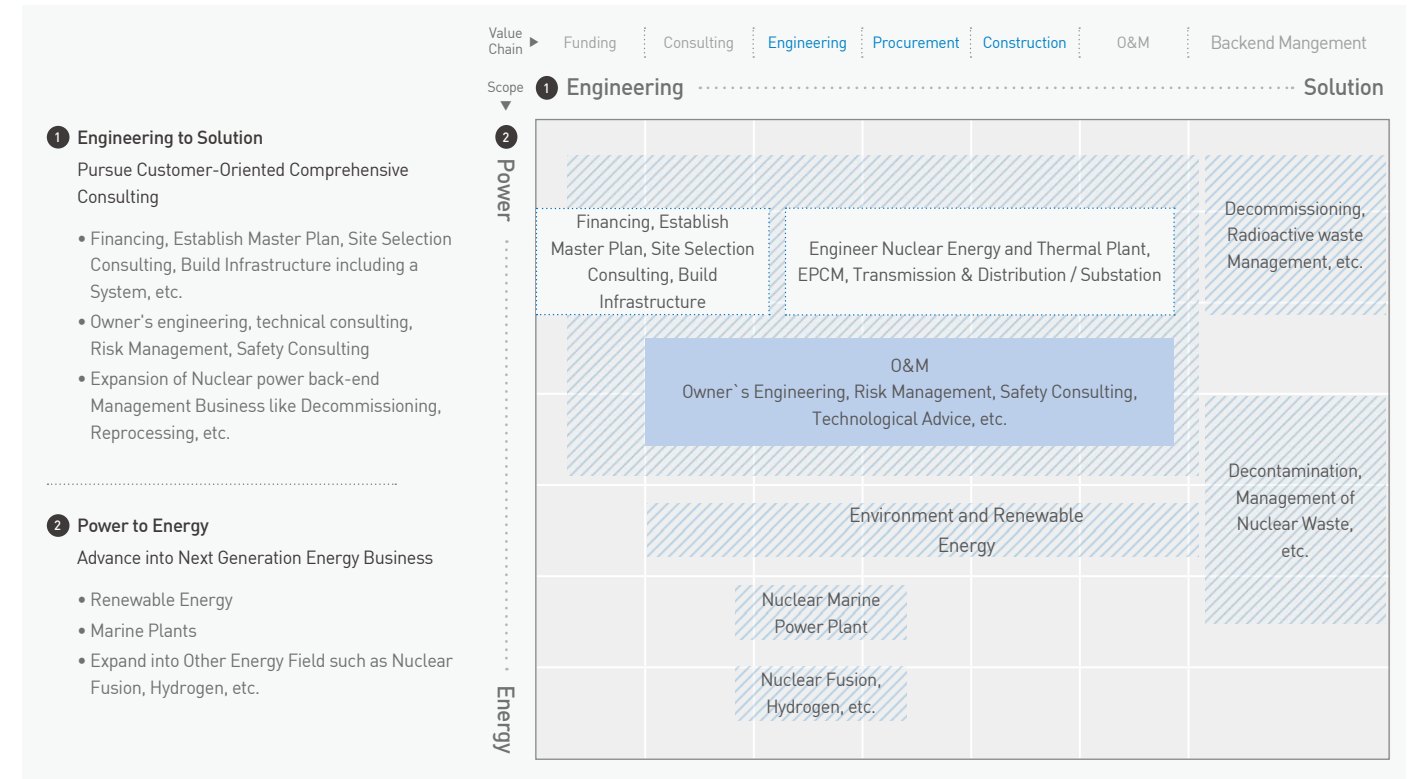 Value
Chain
Funding
Consulting
Engineering
Procurement
Construction
O&M
Backend Mangement
Scope
1 Engineering
Solution
1 Engineering to Solution
Pursue Customer-Oriented Comprehensive
Consulting
• Financing, Establish Master Plan, Site Selection
Consulting, Build Infrastructure including a
System, etc.
• Owner's engineering, technical consulting,
Risk Management, Safety Consulting
• Expansion of Nuclear power back-end
Management Business like Decommissioning,
Reprocessing, etc.
2 Power to Energy
Advance into Next Generation Energy Business
• Renewable Energy
• Marine Plants
• Expand into Other Energy Field such as Nuclear
Fusion, Hydrogen, etc.
2
Power
Energy
Financing, Establish
Master Plan, Site Selection
Consulting, Build
Infrastructure
Engineer Nuclear Energy and Thermal Plant,
EPCM, Transmission & Distribution / Substation
Decommissioning,
Radioactive waste
Management, etc.
O&M
Owner`s Engineering, Risk Management, Safety Consulting,
Technological Advice, etc.
Decontamination,
Management of
Nuclear Waste,
etc.
Environment and Renewable
Energy
Nuclear Marine
Power Plant
Nuclear Fusion,
Hydrogen, etc.